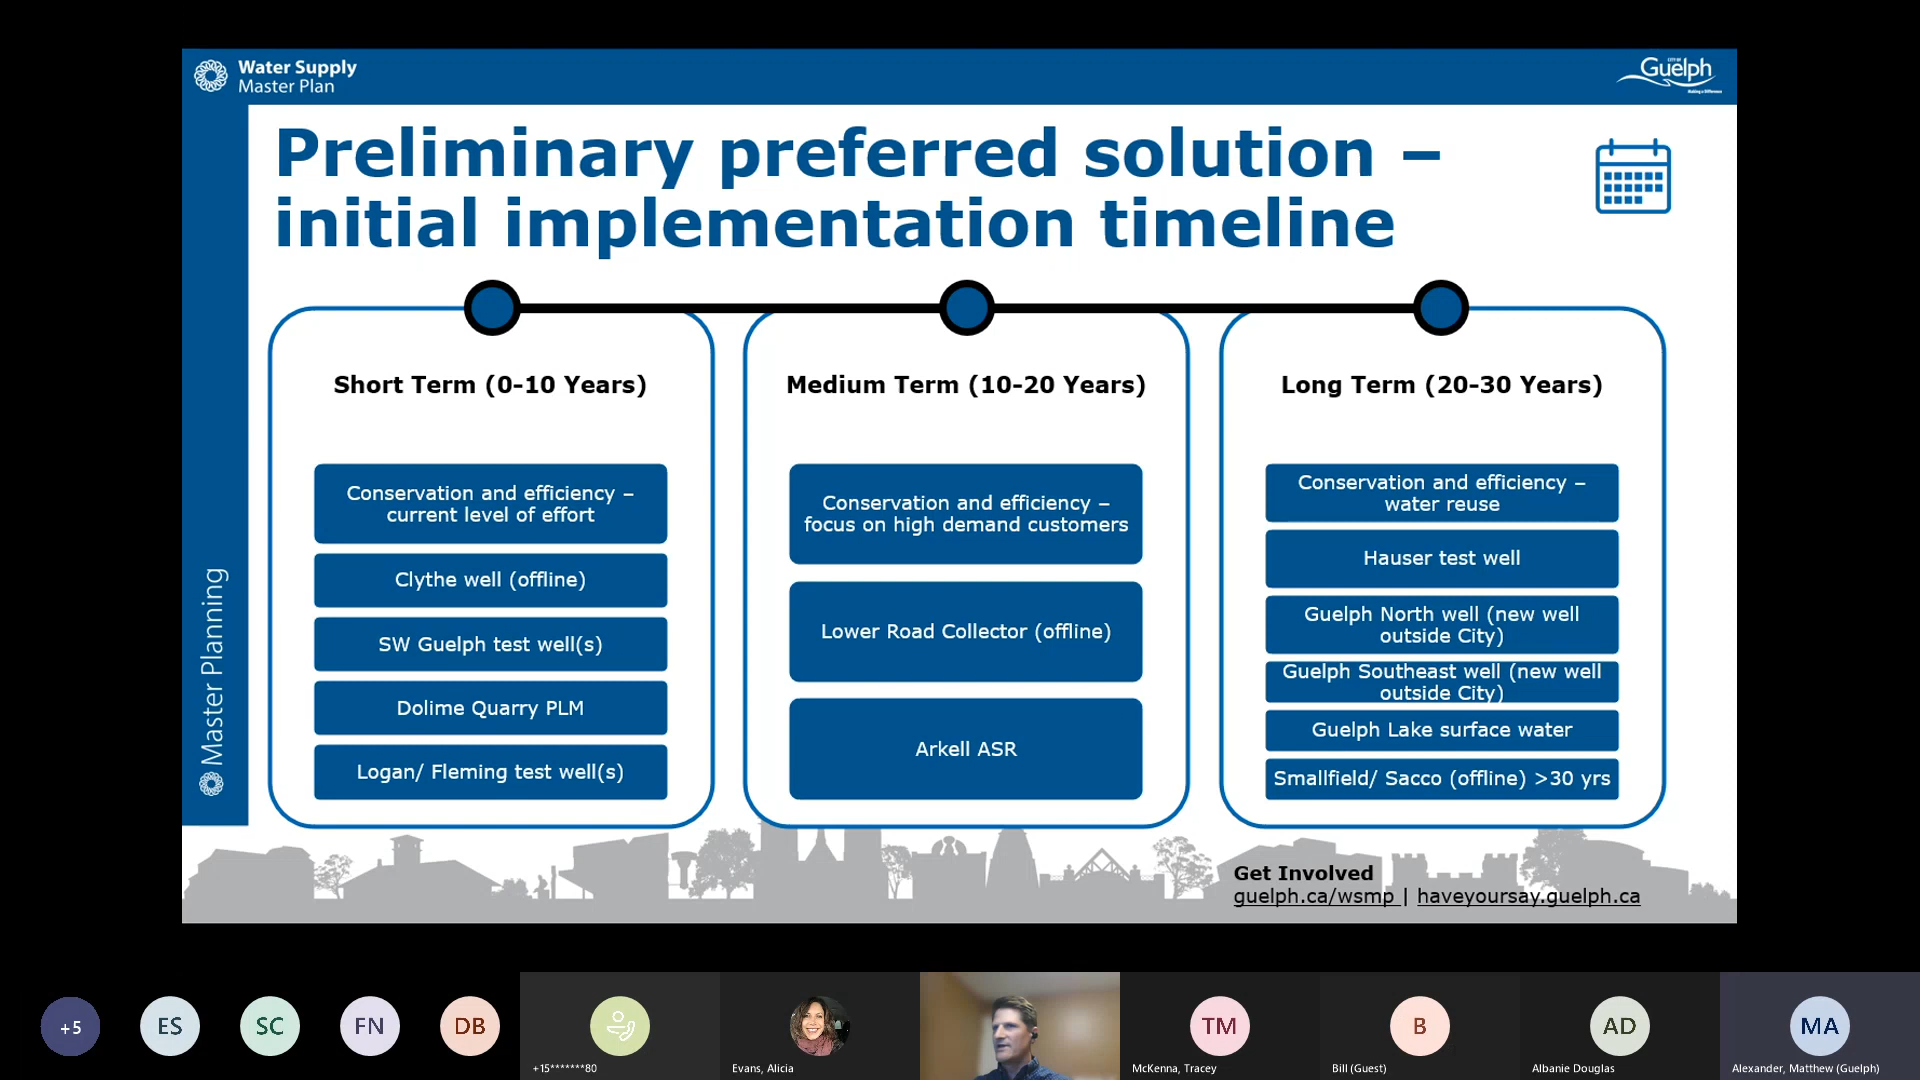 Water Supply
Master Plan
CITY OF
Guelph
Making a Difference
Preliminary preferred solution –
initial implementation timeline
Short Term (0-10 Years)
Conservation and efficiency –
current level of effort
Clythe well (offline)
SW Guelph test well(s)
Dolime Quarry PLM
Logan/ Fleming test well(s)
Medium Term (10-20 Years)
Conservation and efficiency –
focus on high demand customers
Lower Road Collector (offline)
Arkell ASR
Long Term (20-30 Years)
Conservation and efficiency –
water reuse
Hauser test well
Guelph North well (new well
outside City)
Guelph Southeast well (new well
outside City)
Guelph Lake surface water
Smallfield/ Sacco (offline) >30 yrs
Master Planning
Get Involved
guelph.ca/wsmp | haveyoursay.guelph.ca
+5
ES
SC
FN
DB
+15*******80
Evans, Alicia
TM
McKenna, Tracey
B
Bill (Guest)
AD
Albanie Douglas
MA
Alexander, Matthew (Guelph)